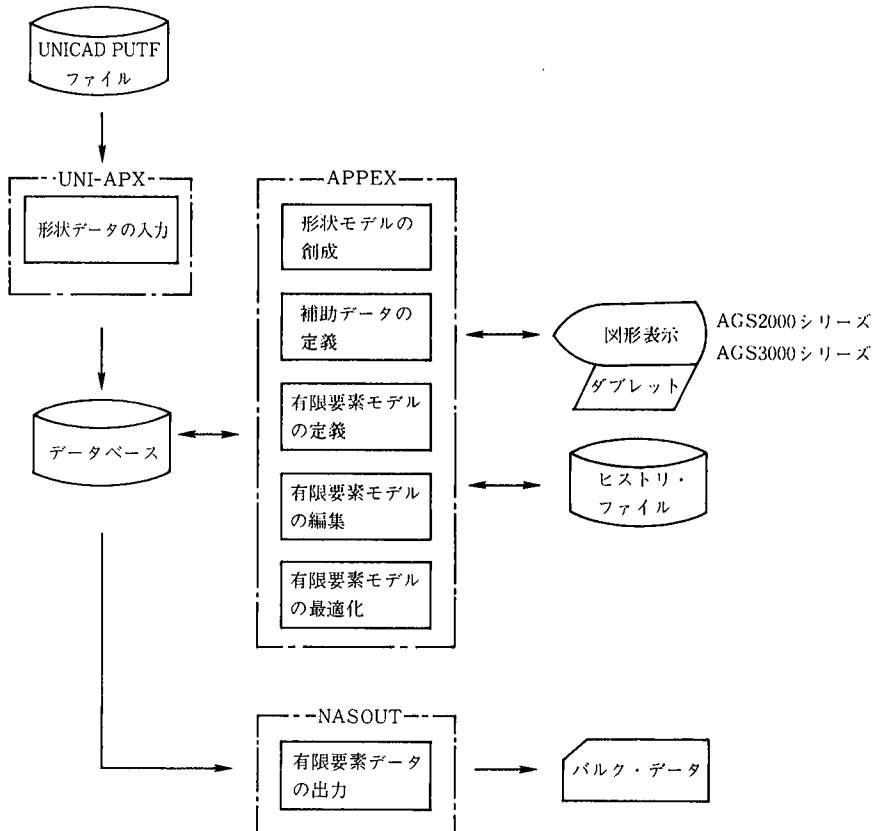 UNICAD PUTF
ファイル
UNI-APX
形状データの入力
データベース
APPEX
形状モデルの
創成
補助データの
定義
有限要素モデル
の定義
有限要素モデル
の編集
有限要素モデル
の最適化
図形表示
ダブレット
AGS2000シリーズ
AGS3000シリーズ
ヒストリ・
ファイル
NASOUT
有限要素データ
の出力
バルク・データ